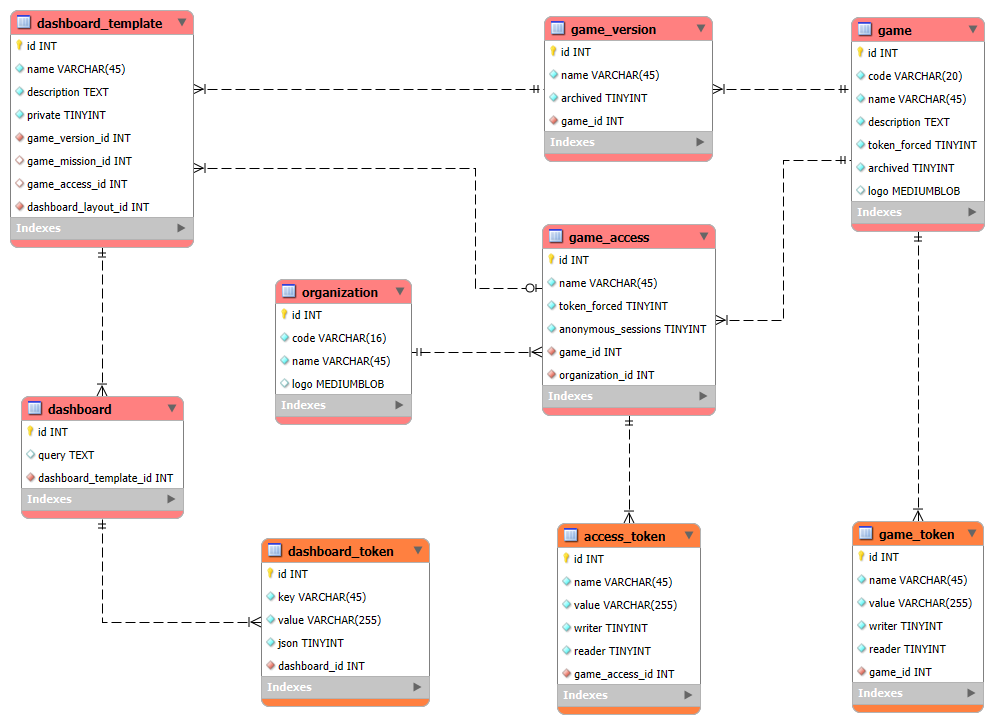 dashboard_template
id INT
name VARCHAR(45)
description TEXT
private TINYINT
game_version_id INT
game_mission_id INT
game_access_id INT
dashboard_layout_id INT
Indexes
game_version
id INT
name VARCHAR(45)
archived TINYINT
game_id INT
Indexes
game
id INT
code VARCHAR(20)
name VARCHAR(45)
description TEXT
token_forced TINYINT
archived TINYINT
logo MEDIUMBLOB
Indexes
game_access
id INT
name VARCHAR(45)
token_forced TINYINT
anonymous_sessions TINYINT
game_id INT
organization_id INT
Indexes
organization
id INT
code VARCHAR(16)
name VARCHAR(45)
logo MEDIUMBLOB
Indexes
dashboard
id INT
query TEXT
dashboard_template_id INT
Indexes
dashboard_token
id INT
key VARCHAR(45)
value VARCHAR(255)
json TINYINT
dashboard_id INT
Indexes
access_token
id INT
name VARCHAR(45)
value VARCHAR(255)
writer TINYINT
reader TINYINT
game_access_id INT
Indexes
game_token
id INT
name VARCHAR(45)
value VARCHAR(255)
writer TINYINT
reader TINYINT
game_id INT
Indexes